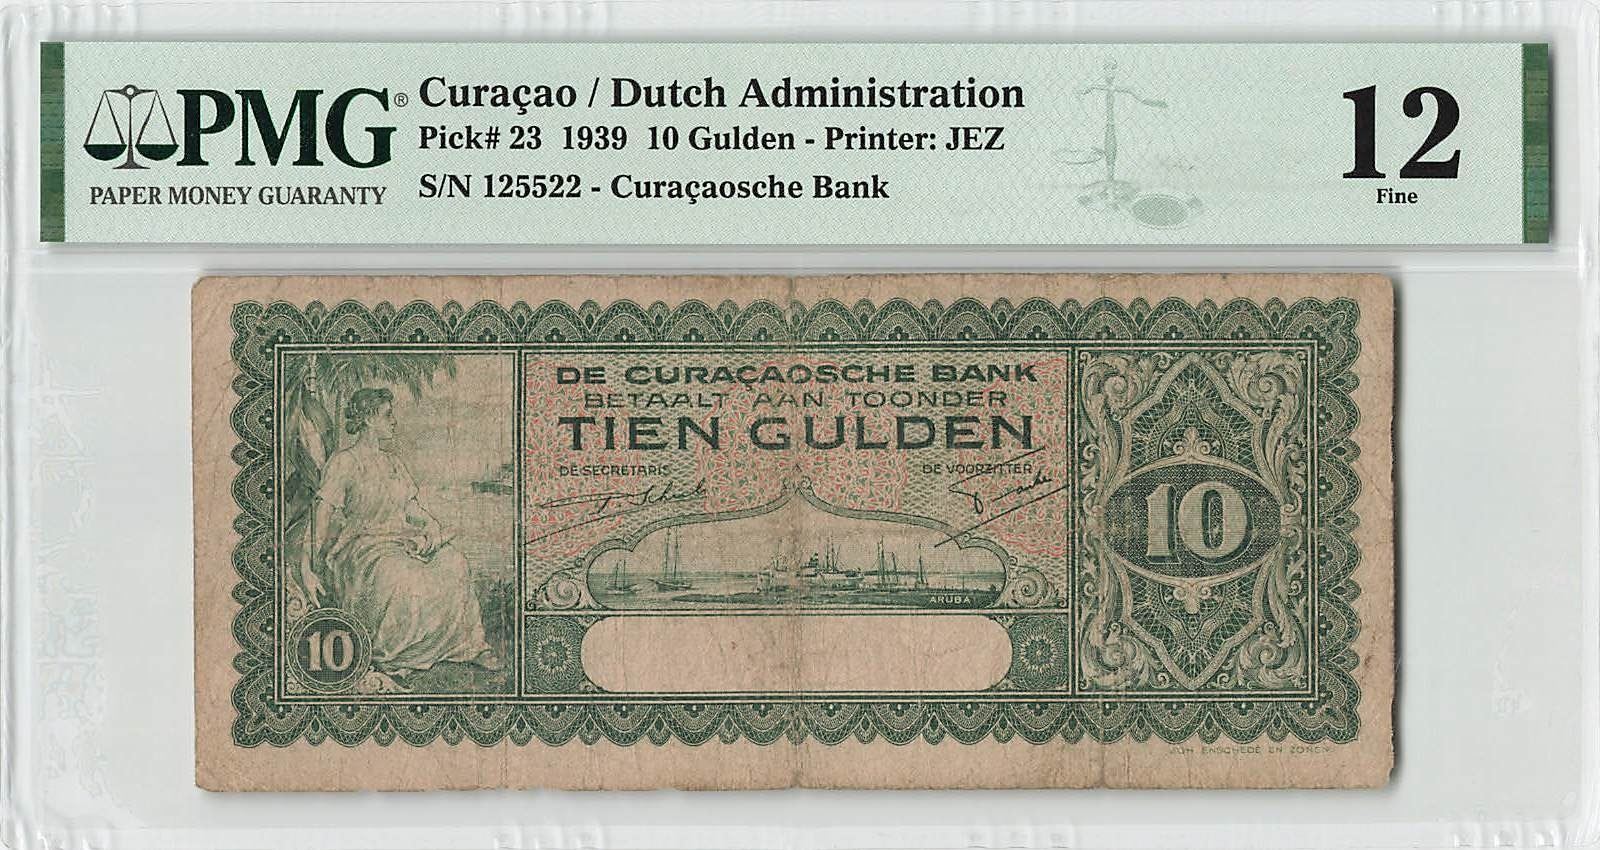 PMG®
PAPER MONEY GUARANTY
Curaçao / Dutch Administration
Pick# 23 1939 10 Gulden - Printer: JEZ
S/N 125522 - Curaçaosche Bank
12
Fine
DE CURAÇAOSCHE BANK
BETAALT AAN TOONDER
TIEN GULDEN
DE SECRETARIS
DE VOORZITTER
ARUBA
10
10
JOH. ENSCHEDÉ EN ZONEN